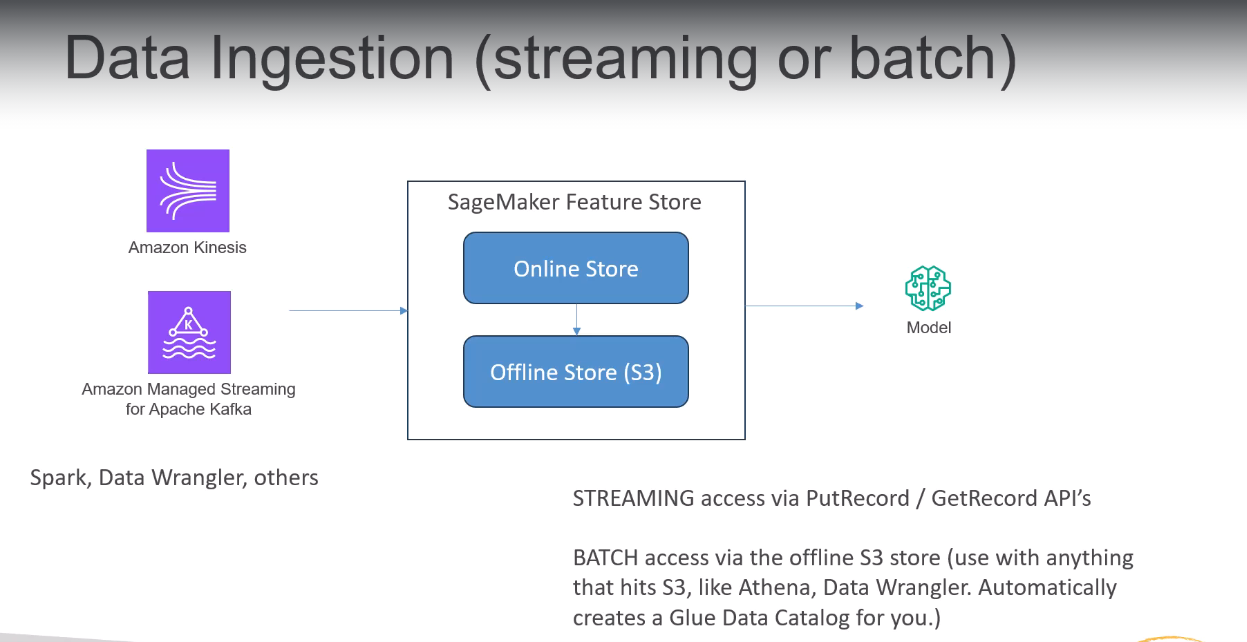 Data Ingestion (streaming or batch)
Amazon Kinesis
K
Amazon Managed Streaming
for Apache Kafka
Spark, Data Wrangler, others
SageMaker Feature Store
Online Store
Offline Store (S3)
Model
STREAMING access via PutRecord / GetRecord API’s
BATCH access via the offline S3 store (use with anything
that hits S3, like Athena, Data Wrangler. Automatically
creates a Glue Data Catalog for you.)